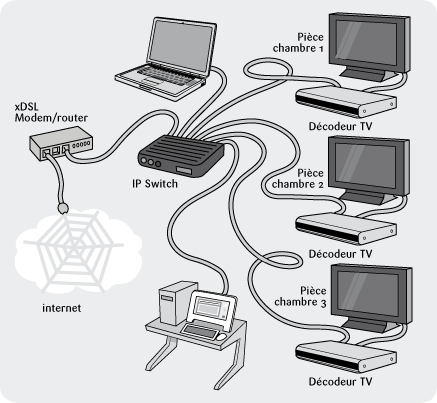 Pièce
chambre 1
Décodeur TV
xDSL
Modem/router
IP Switch
Pièce
chambre 2
Décodeur TV
internet
Pièce
chambre 3
Décodeur TV